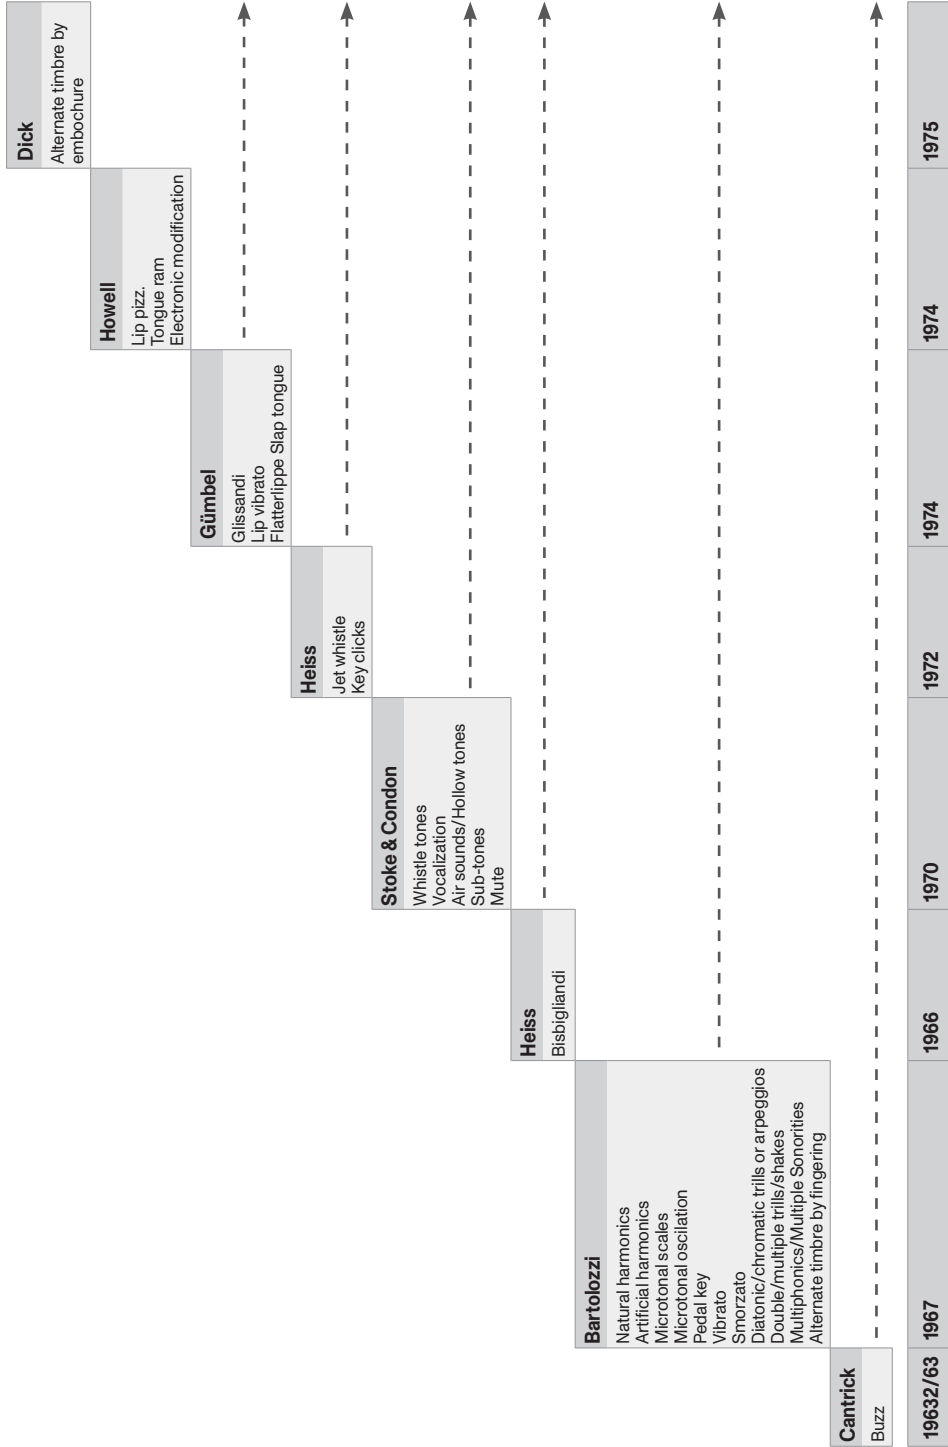 Dick
Alternate timbre by
embochure
Howell
Lip pizz.
Tongue ram
Electronic modification
Gümbel
Glissandi
Lip vibrato
Flatterlippe Slap tongue
Heiss
Jet whistle
Key clicks
Stoke & Condon
Whistle tones
Vocalization
Air sounds/Hollow tones
Sub-tones
Mute
Heiss
Bisbigliandi
Bartolozzi
Natural harmonics
Artificial harmonics
Microtonal scales
Microtonal oscilation
Pedal key
Vibrato
Smorzato
Diatonic/chromatic trills or arpeggios
Double/multiple trills/shakes
Multiphonics/Multiple Sonorities
Alternate timbre by fingering
Cantrick
Buzz
19632/63 1967 1966 1970 1972 1974 1974 1975